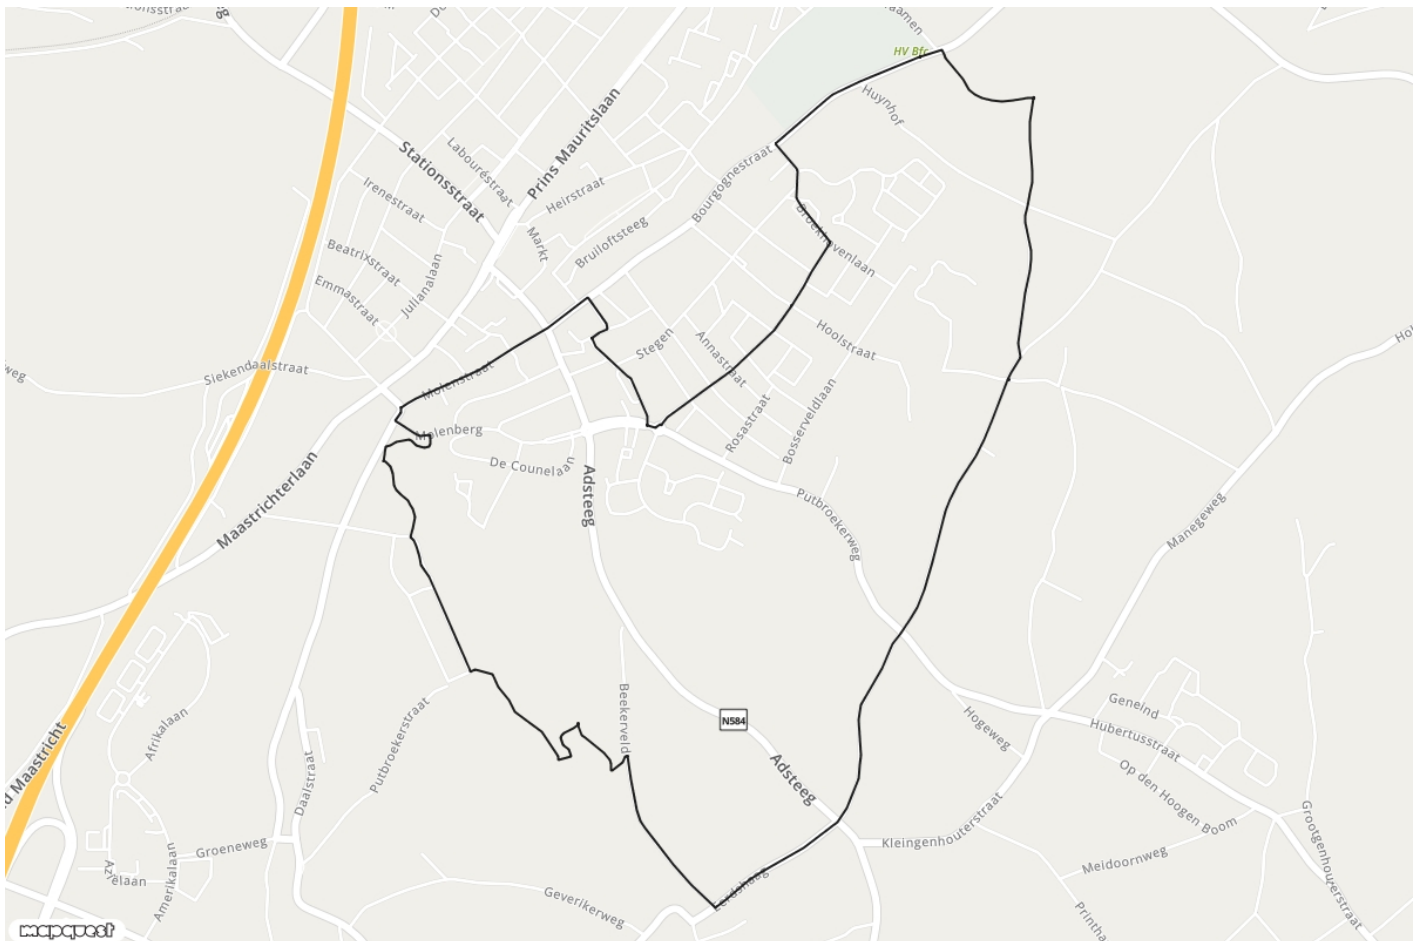 HV Bfc
Huynhof
Prins Mauritslaan
Stationsstraat
Labouréstraat
Heirstraat
Bourgognestraat
Irenestraat
Markt
Bruiloftsteeg
Broekhovenlaan
Beatrixstraat
Julianalaan
Emmastraat
Hoolstraat
Stegen
Annastraat
Siekendaalstraat
Molenstraat
Rosastraat
Bosserveldlaan
Molenberg
De Counelaan
Adsteeg
Maastrichterlaan
Putbroekerweg
Manegeweg
Beekerveld
Putbroekerstraat
Afrikalaan
N584
Geneind
Hogeweg
Hubertusstraat
Adsteeg
Daalstraat
Op den Hoogen Boom
Kleingenhouterstraat
Grootgenhouterstraat
Groeneweg
Meidoornweg
Amerikalaan
Geverikerweg
Eerdshaag
mapquest